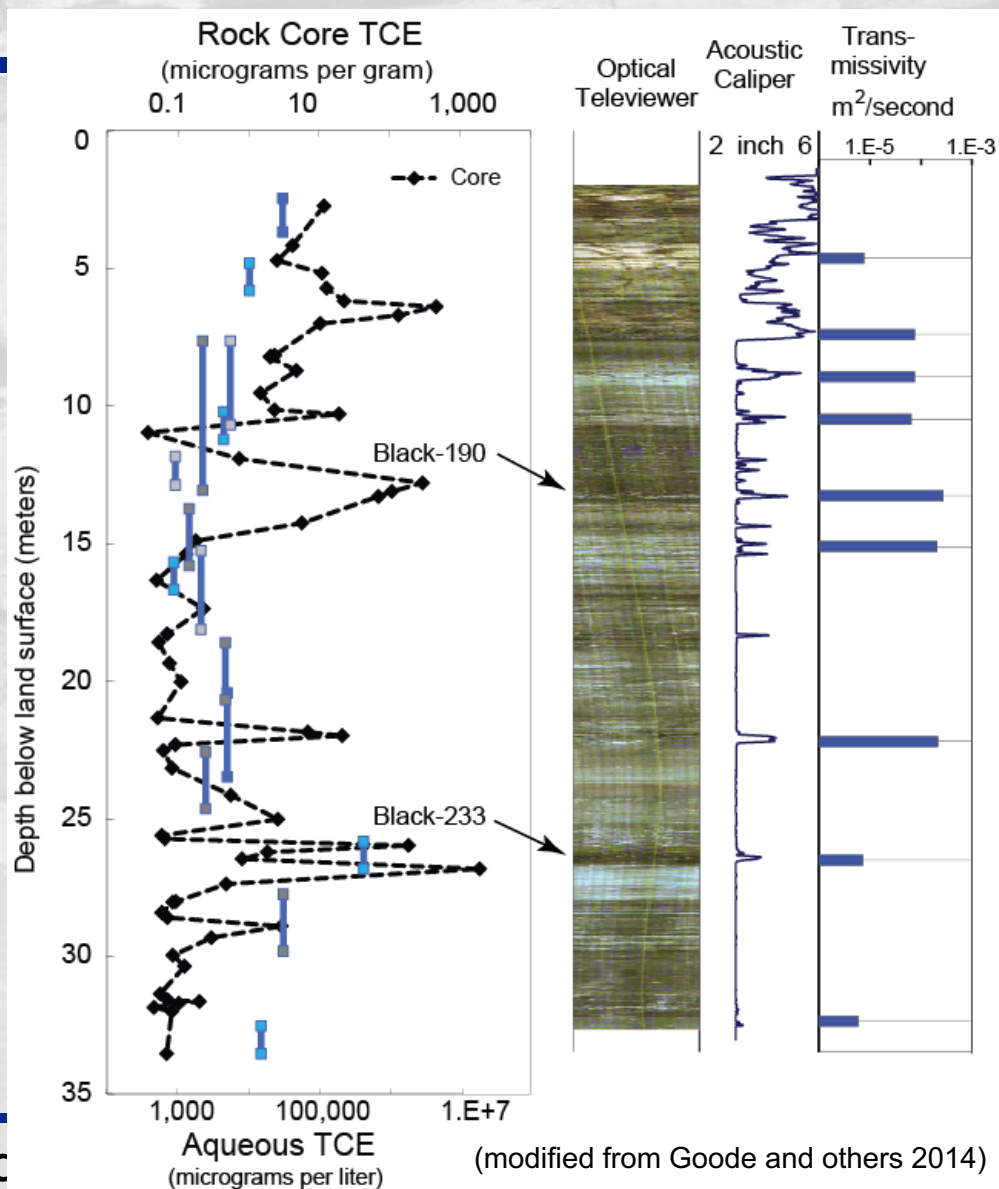 Rock Core TCE
(micrograms per gram)
0.1 10 1,000
Optical
Televiewer
Acoustic
Caliper
2 inch 6
Trans-
missivity
m²/second
1.E-5 1.E-3
Core
0
5
10
15
20
25
30
35
Depth below land surface (meters)
Black-190
Black-233
1,000 100,000 1.E+7
Aqueous TCE
(micrograms per liter)
(modified from Goode and others 2014)